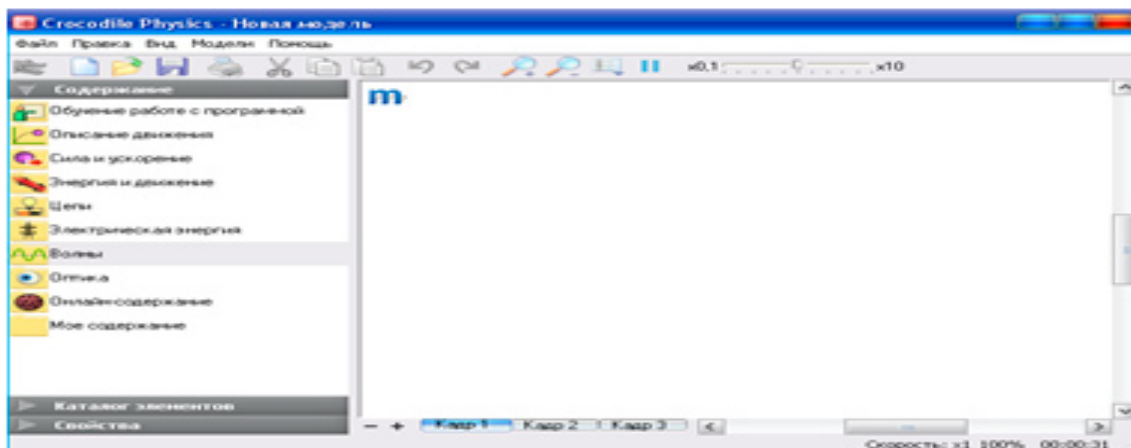 Crocodile Physics - Новая модель
Файл Правка Вид Модели Помощь
x0,1 x10
Содержание
m
Обучение работе с программой
Описание движения
Сила и ускорение
Энергия и движение
Цепи
Электрическая энергия
Волны
Оптика
Онлайн-содержание
Мое содержание
Каталог элементов
Свойства
Кадр 1 Кадр 2 Кадр 3
Скорость: x1 100% 00:00:31